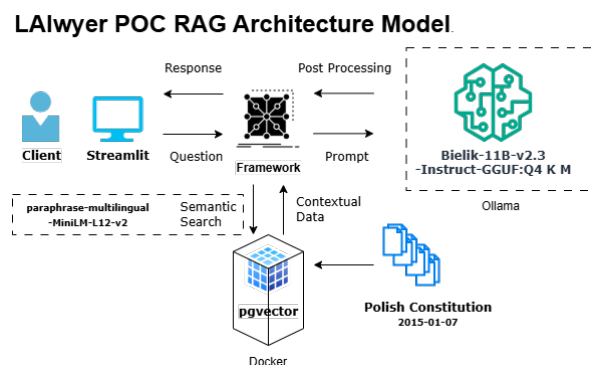 LAIwyer POC RAG Architecture Model.
Response
Post Processing
Client
Streamlit
Question
Framework
Prompt
Bielik-11B-v2.3
-Instruct-GGUF:Q4 K M
Ollama
paraphrase-multilingual
-MiniLM-L12-v2
Semantic
Search
Contextual
Data
pgvector
Docker
Polish Constitution
2015-01-07